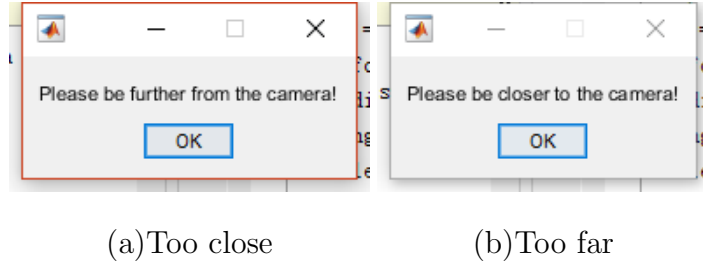 Please be further from the camera!
OK
Please be closer to the camera!
OK
(a)Too close
(b)Too far